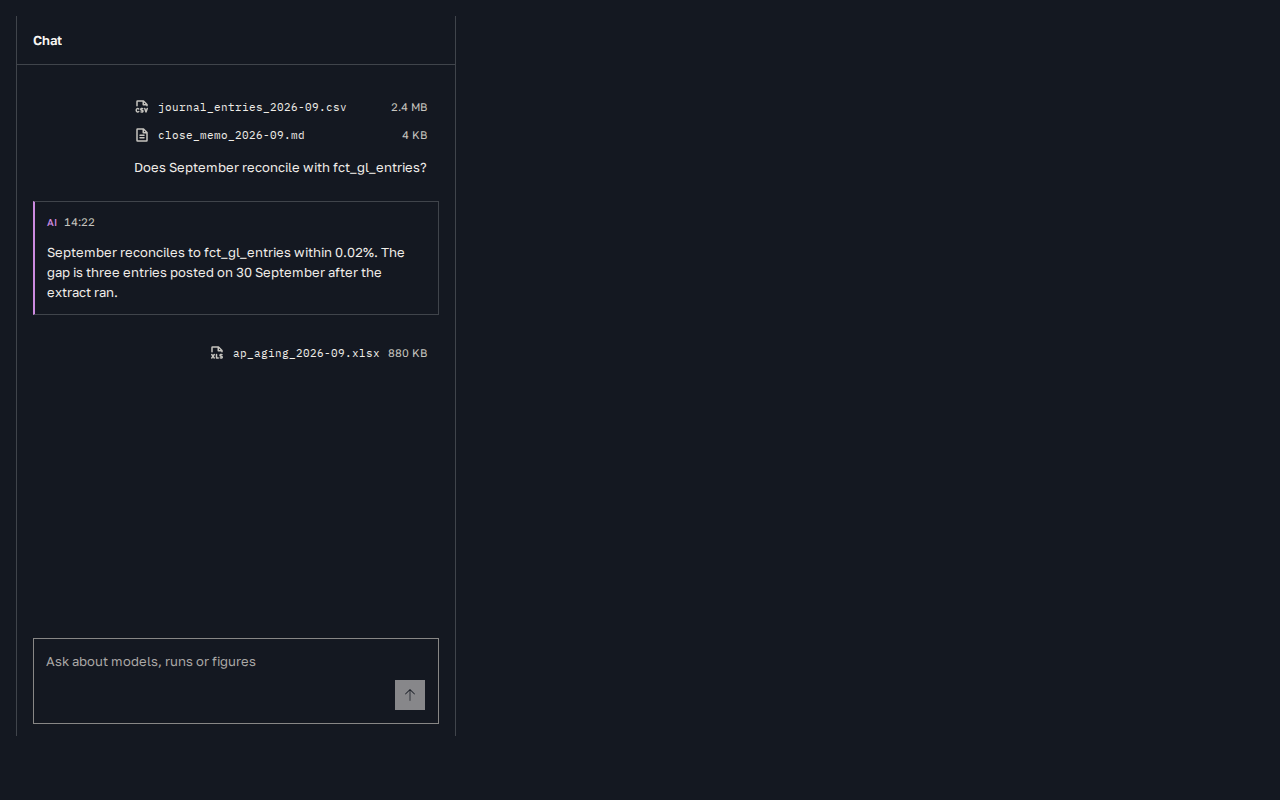 Chat
CSV journal_entries_2026-09.csv 2.4 MB
close_memo_2026-09.md 4 KB
Does September reconcile with fct_gl_entries?
AI 14:22
September reconciles to fct_gl_entries within 0.02%. The
gap is three entries posted on 30 September after the
extract ran.
XLS ap_aging_2026-09.xlsx 880 KB
Ask about models, runs or figures